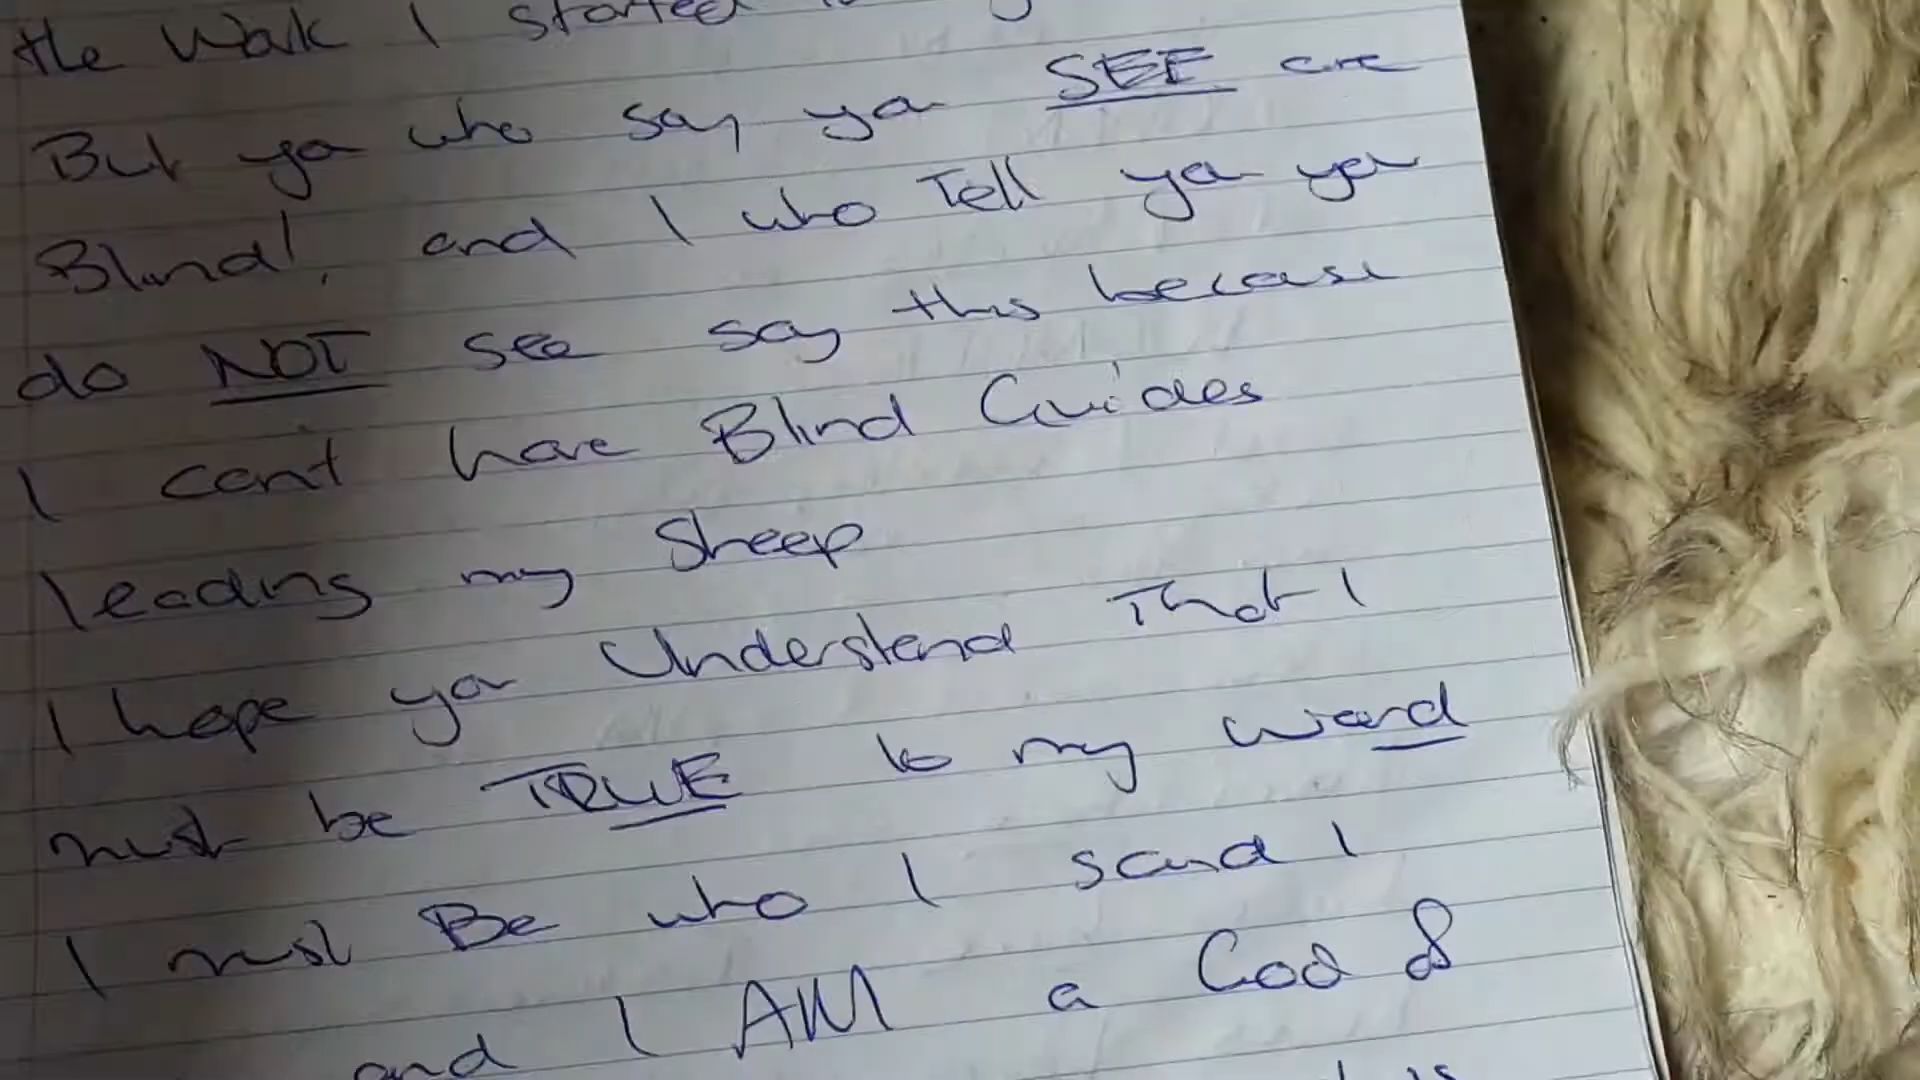 the Work I started
But you who say you SEE are
Blind!, and I who Tell you you
do NOT see say this because
I cant have Blind Guides
leading my Sheep
I hope you Understand That I
must be TRUE to my word
I must Be who I said I
and I AM a God of
is